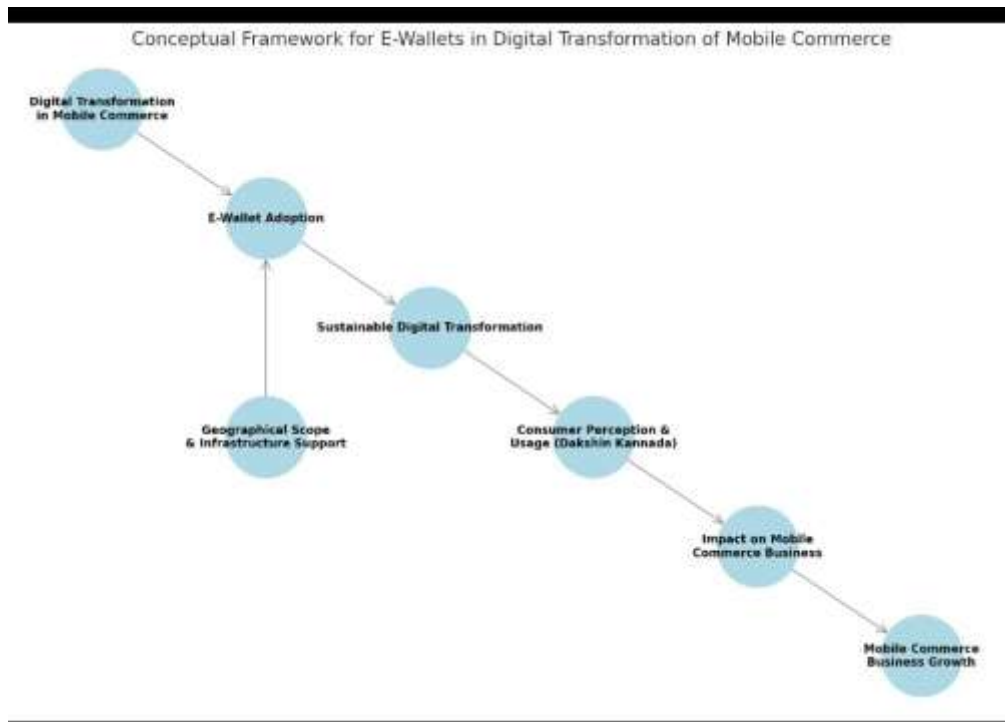 Conceptual Framework for E-Wallets in Digital Transformation of Mobile Commerce
Digital Transformation
in Mobile Commerce
E-Wallet Adoption
Sustainable Digital Transformation
Geographical Scope
& Infrastructure Support
Consumer Perception &
Usage (Dakshin Kannada)
Impact on Mobile
Commerce Business
Mobile Commerce
Business Growth